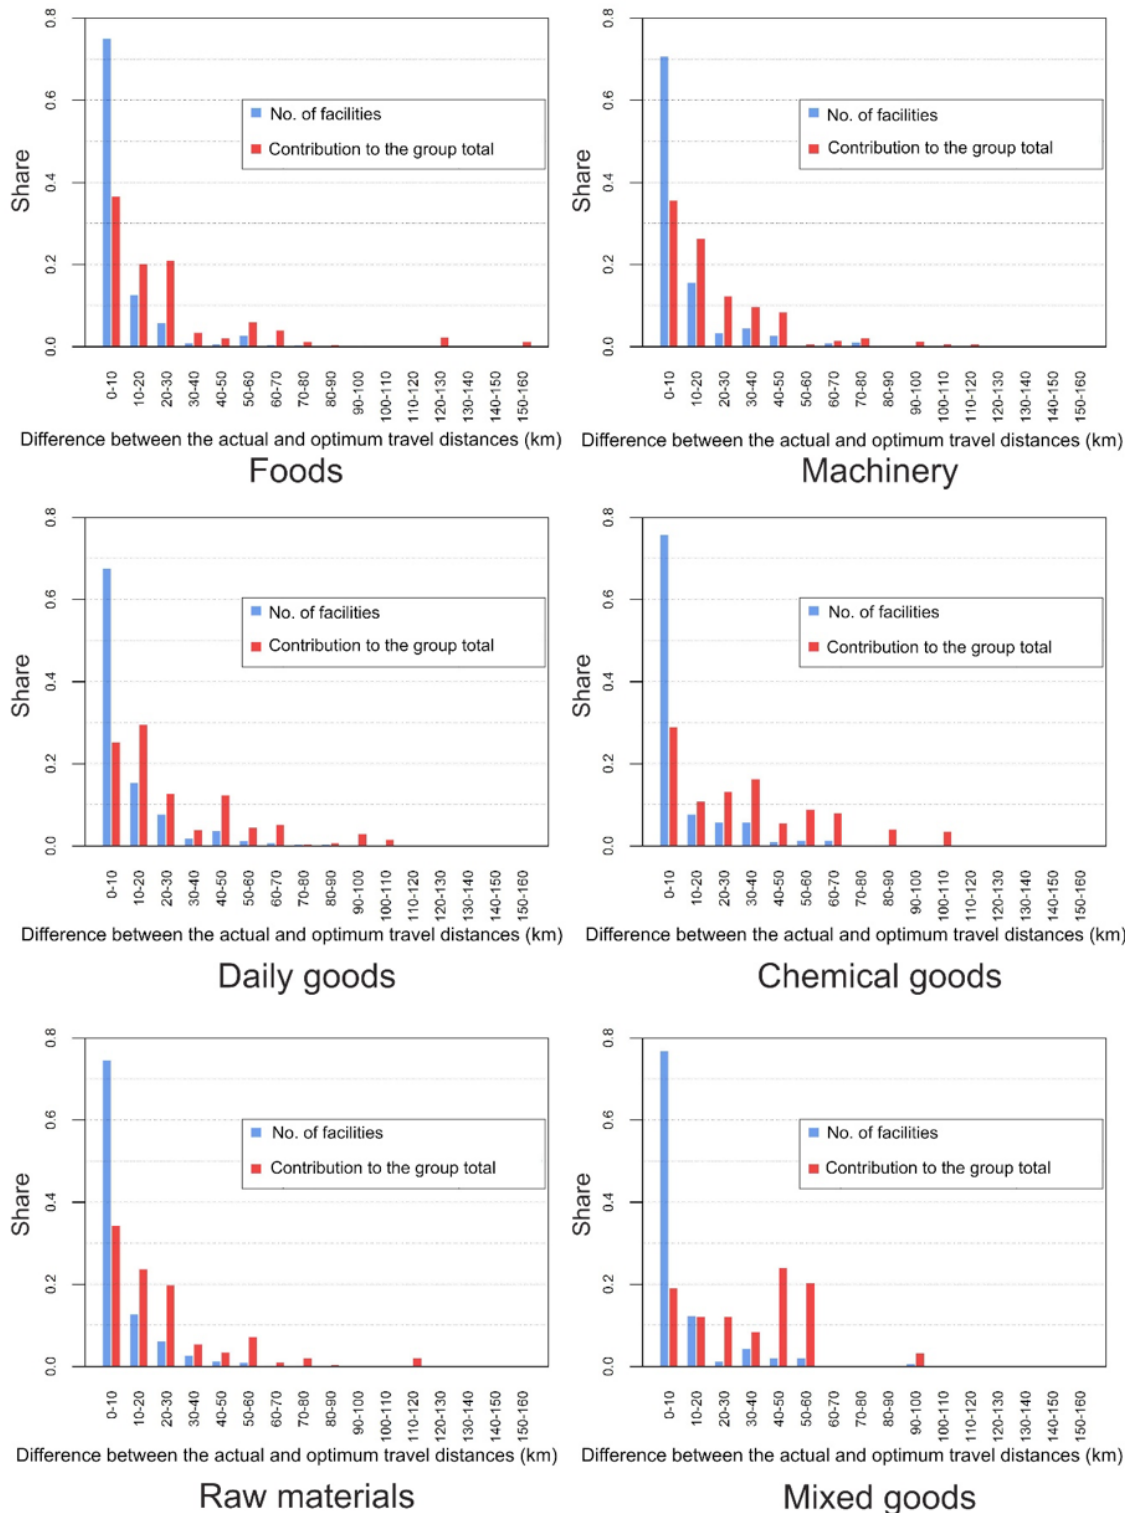 0.8
0.6
0.4
0.2
0.0
Share
No. of facilities
Contribution to the group total
0-10 10-20 20-30 30-40 40-50 50-60 60-70 70-80 80-90 90-100 100-110 110-120 120-130 130-140 140-150 150-160
Difference between the actual and optimum travel distances (km)
Foods
0.8
0.6
0.4
0.2
0.0
Share
No. of facilities
Contribution to the group total
0-10 10-20 20-30 30-40 40-50 50-60 60-70 70-80 80-90 90-100 100-110 110-120 120-130 130-140 140-150 150-160
Difference between the actual and optimum travel distances (km)
Machinery
0.8
0.6
0.4
0.2
0.0
Share
No. of facilities
Contribution to the group total
0-10 10-20 20-30 30-40 40-50 50-60 60-70 70-80 80-90 90-100 100-110 110-120 120-130 130-140 140-150 150-160
Difference between the actual and optimum travel distances (km)
Daily goods
0.8
0.6
0.4
0.2
0.0
Share
No. of facilities
Contribution to the group total
0-10 10-20 20-30 30-40 40-50 50-60 60-70 70-80 80-90 90-100 100-110 110-120 120-130 130-140 140-150 150-160
Difference between the actual and optimum travel distances (km)
Chemical goods
0.8
0.6
0.4
0.2
0.0
Share
No. of facilities
Contribution to the group total
0-10 10-20 20-30 30-40 40-50 50-60 60-70 70-80 80-90 90-100 100-110 110-120 120-130 130-140 140-150 150-160
Difference between the actual and optimum travel distances (km)
Raw materials
0.8
0.6
0.4
0.2
0.0
Share
No. of facilities
Contribution to the group total
0-10 10-20 20-30 30-40 40-50 50-60 60-70 70-80 80-90 90-100 100-110 110-120 120-130 130-140 140-150 150-160
Difference between the actual and optimum travel distances (km)
Mixed goods